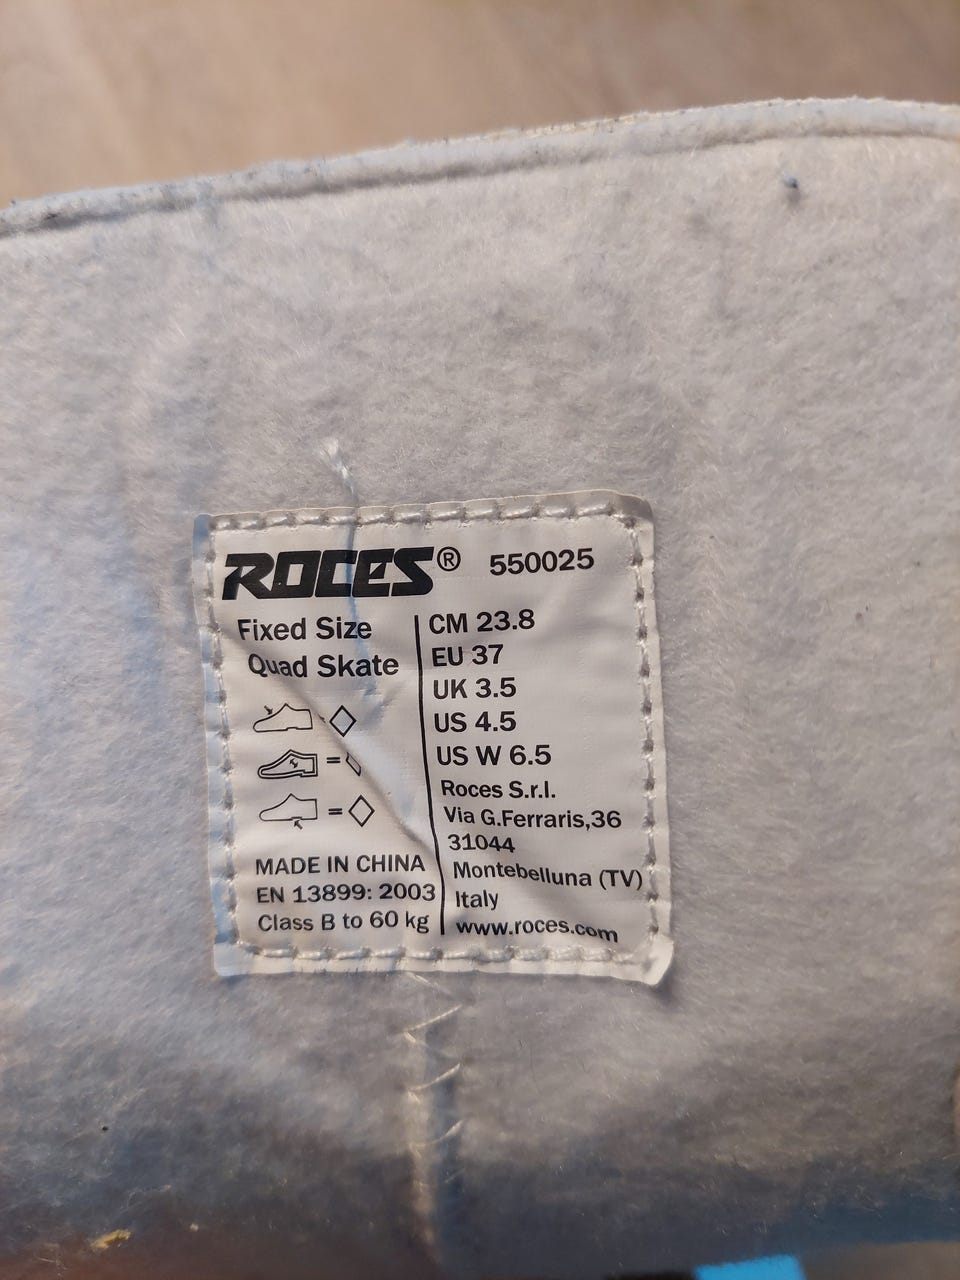 ROCES® 550025
Fixed Size
Quad Skate
CM 23.8
EU 37
UK 3.5
US 4.5
US W 6.5
=
=
MADE IN CHINA
EN 13899: 2003
Class B to 60 kg
Roces S.r.l.
Via G.Ferraris,36
31044
Montebelluna (TV)
Italy
www.roces.com